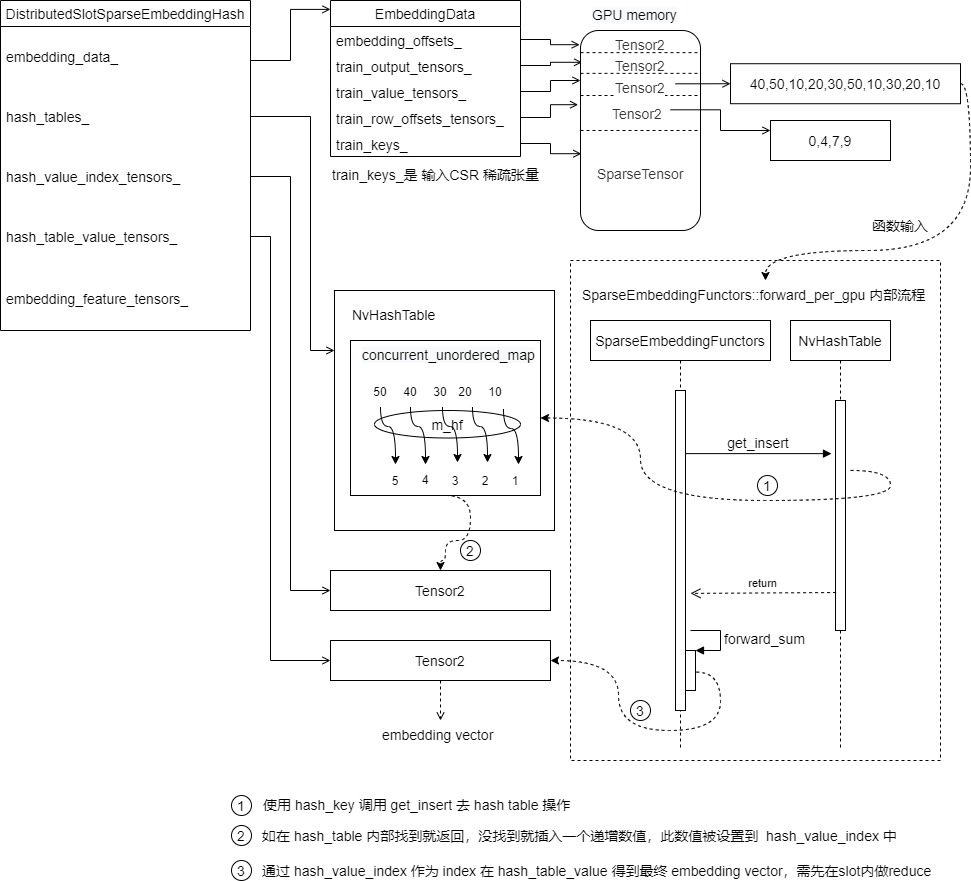 DistributedSlotSparseEmbeddingHash
embedding_data_
hash_tables_
hash_value_index_tensors_
hash_table_value_tensors_
embedding_feature_tensors_
EmbeddingData
embedding_offsets_
train_output_tensors_
train_value_tensors_
train_row_offsets_tensors_
train_keys_
train_keys_是 输入CSR 稀疏张量
GPU memory
Tensor2
Tensor2
Tensor2
Tensor2
SparseTensor
40,50,10,20,30,50,10,30,20,10
0,4,7,9
函数输入
NvHashTable
concurrent_unordered_map
50 40 30 20 10
m_hf
5 4 3 2 1
2
Tensor2
Tensor2
embedding vector
SparseEmbeddingFunctors::forward_per_gpu 内部流程
SparseEmbeddingFunctors
NvHashTable
get_insert
1
return
forward_sum
3
1 使用 hash_key 调用 get_insert 去 hash table 操作
2 如在 hash_table 内部找到就返回，没找到就插入一个递增数值，此数值被设置到 hash_value_index 中
3 通过 hash_value_index 作为 index 在 hash_table_value 得到最终 embedding vector，需先在slot内做reduce